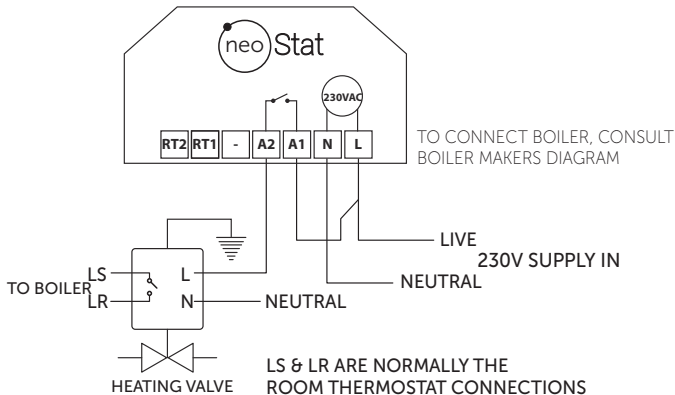 neo Stat
230VAC
RT2 RT1 - A2 A1 N L
TO CONNECT BOILER, CONSULT
BOILER MAKERS DIAGRAM
LIVE
230V SUPPLY IN
NEUTRAL
LS L
TO BOILER
LR N NEUTRAL
HEATING VALVE
LS & LR ARE NORMALLY THE
ROOM THERMOSTAT CONNECTIONS